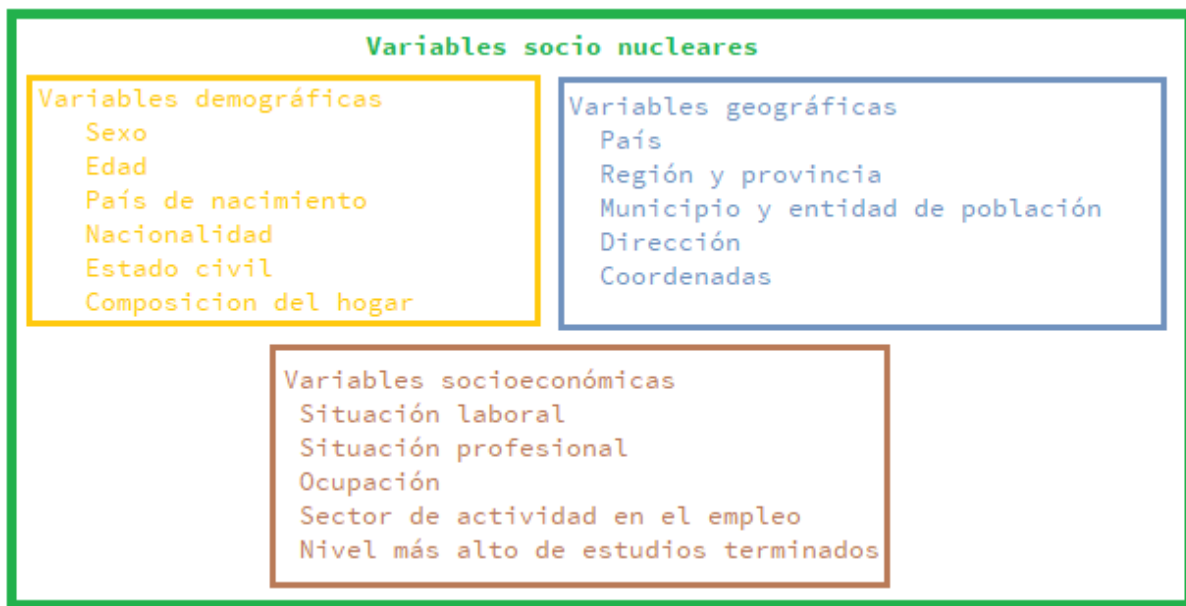 Variables socio nucleares
Variables demográficas
Sexo
Edad
País de nacimiento
Nacionalidad
Estado civil
Composicion del hogar
Variables geográficas
País
Región y provincia
Municipio y entidad de población
Dirección
Coordenadas
Variables socioeconómicas
Situación laboral
Situación profesional
Ocupación
Sector de actividad en el empleo
Nivel más alto de estudios terminados